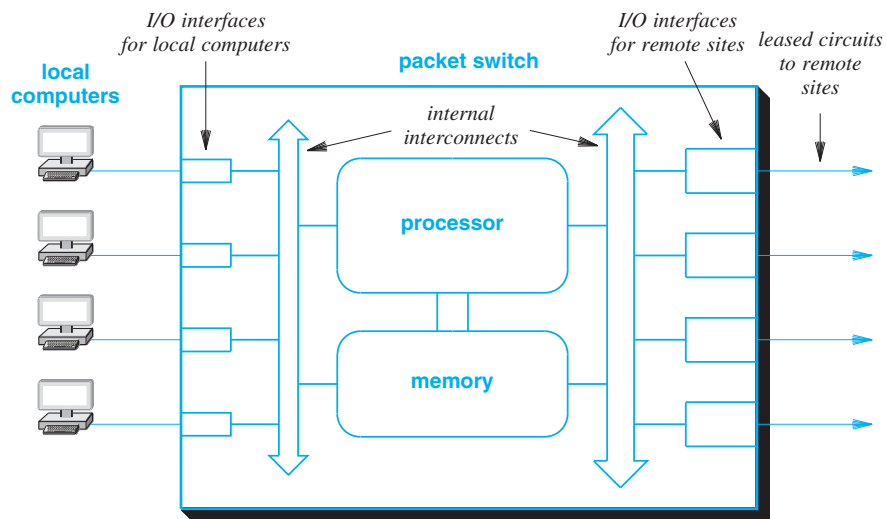 I/O interfaces
for local computers
I/O interfaces
for remote sites
leased circuits
to remote
sites
local
computers
packet switch
internal
interconnects
processor
memory